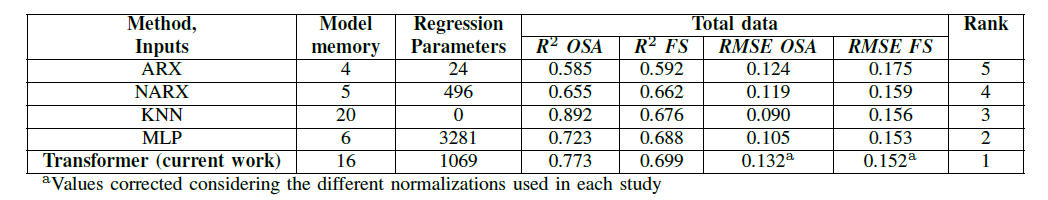 Method, Model Regression Total data Rank
Inputs memory Parameters R² OSA R² FS RMSE OSA RMSE FS
ARX 4 24 0.585 0.592 0.124 0.175 5
NARX 5 496 0.655 0.662 0.119 0.159 4
KNN 20 0 0.892 0.676 0.090 0.156 3
MLP 6 3281 0.723 0.688 0.105 0.153 2
Transformer (current work) 16 1069 0.773 0.699 0.132ᵃ 0.152ᵃ 1
ᵃValues corrected considering the different normalizations used in each study